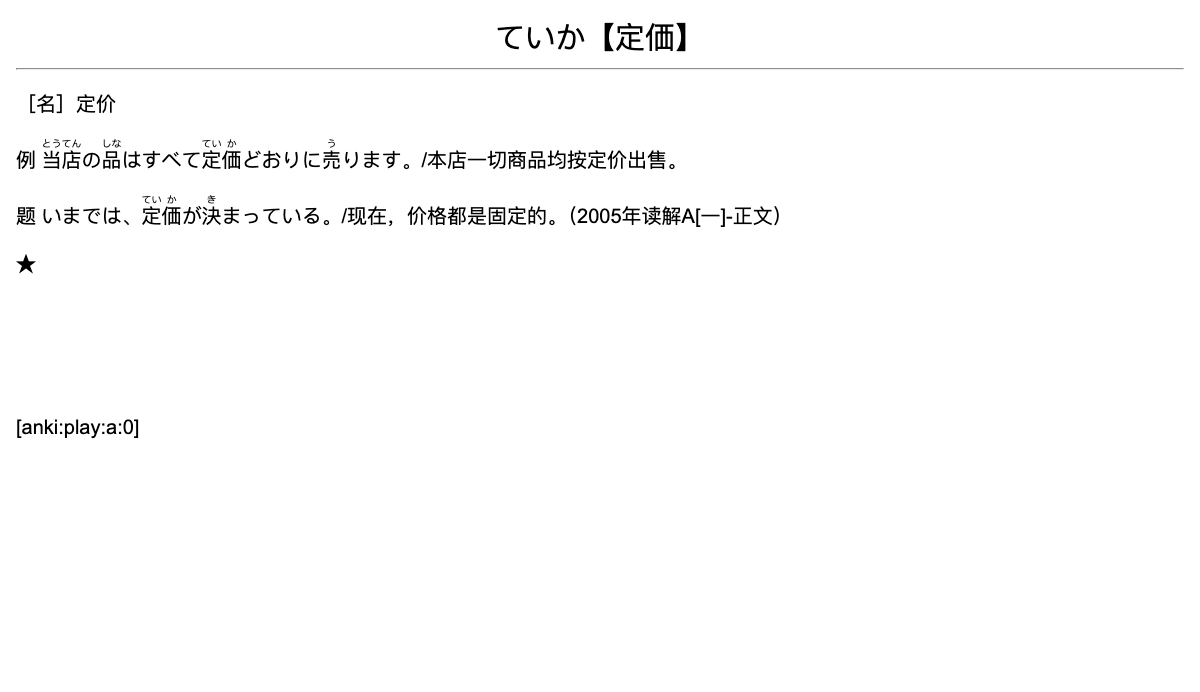 ていか【定価】
［名］定价
とうてん しな てい か う
例 当店の品はすべて定価どおりに売ります。/本店一切商品均按定价出售。
てい か き
题 いまでは、定価が決まっている。/现在，价格都是固定的。（2005年读解A[一]-正文）
★
[anki:play:a:0]